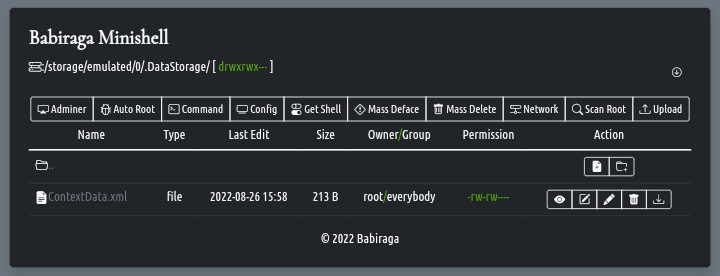 Babiraga Minishell
:/storage/emulated/0/.DataStorage/ [ drwxrwx--- ]
Adminer Auto Root Command Config Get Shell Mass Deface Mass Delete Network Scan Root Upload
Name Type Last Edit Size Owner/Group Permission Action
..
ContextData.xml file 2022-08-26 15:58 213 B root/everybody -rw-rw----
© 2022 Babiraga